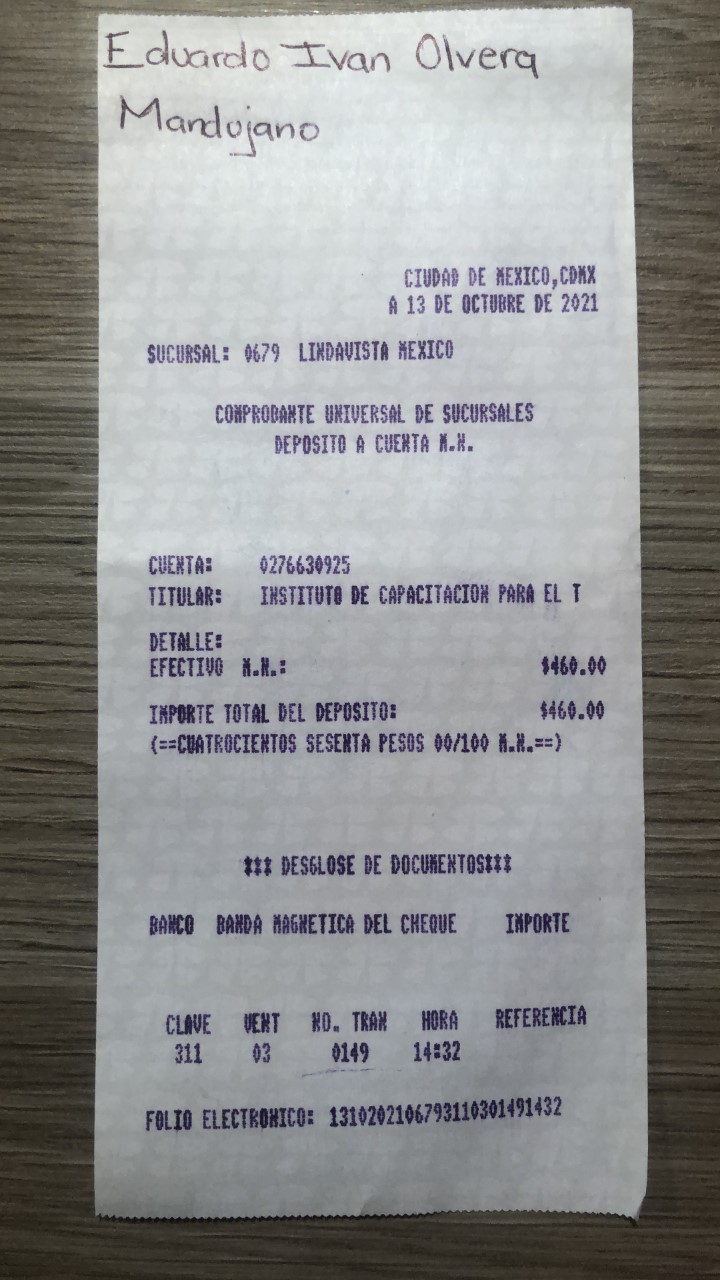 Eduardo Ivan Olvera
Mandujano
CIUDAD DE MEXICO,CDMX
A 13 DE OCTUBRE DE 2021
SUCURSAL: 0679 LINDAVISTA MEXICO
COMPROBANTE UNIVERSAL DE SUCURSALES
DEPOSITO A CUENTA M.N.
CUENTA: 0276630925
TITULAR: INSTITUTO DE CAPACITACION PARA EL T
DETALLE:
EFECTIVO M.N.: $460.00
IMPORTE TOTAL DEL DEPOSITO: $460.00
(==CUATROCIENTOS SESENTA PESOS 00/100 M.N.==)
*** DESGLOSE DE DOCUMENTOS***
BANCO BANDA MAGNETICA DEL CHEQUE IMPORTE
CLAVE VENT NO. TRAN HORA REFERENCIA
311 03 0149 14:32
FOLIO ELECTRONICO: 1310202106793110301491432